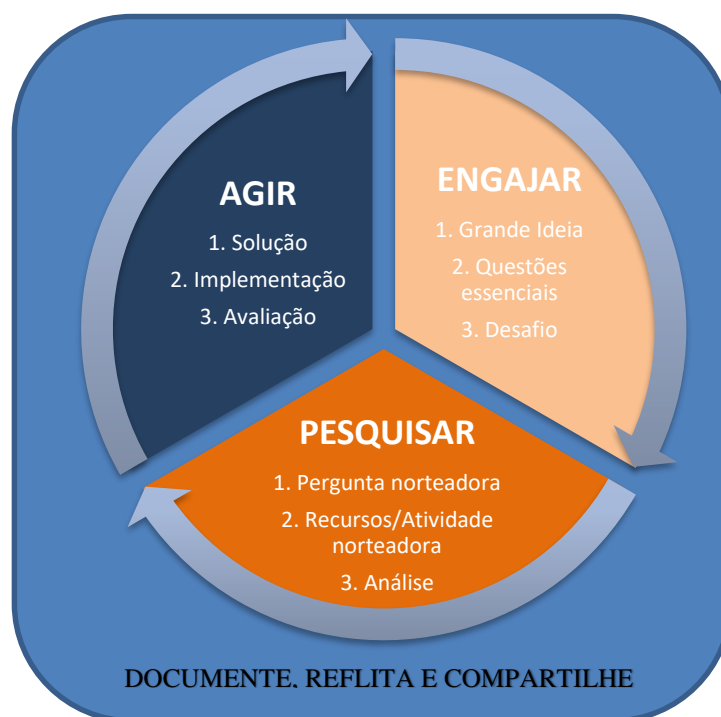 AGIR
1. Solução
2. Implementação
3. Avaliação
ENGAJAR
1. Grande Ideia
2. Questões
essenciais
3. Desafio
PESQUISAR
1. Pergunta norteadora
2. Recursos/Atividade
norteadora
3. Análise
DOCUMENTE, REFLITA E COMPARTILHE